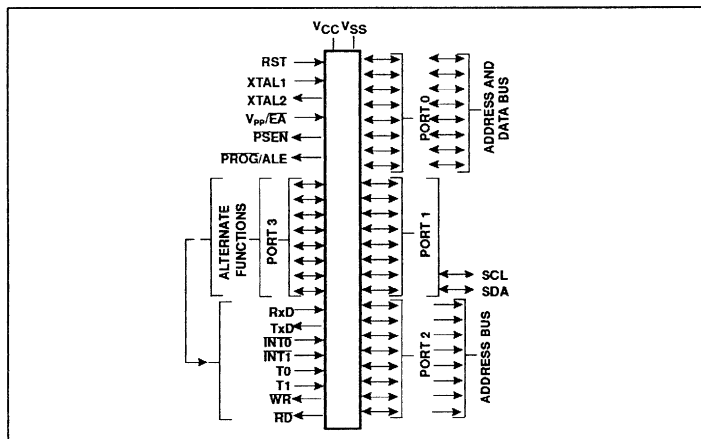 VCC VSS
RST
XTAL1
XTAL2
VPP/EA
PSEN
PROG/ALE
PORT 0
ADDRESS AND
DATA BUS
ALTERNATE
FUNCTIONS
PORT 3
PORT 1
SCL
SDA
RxD
TxD
INT0
INT1
T0
T1
WR
RD
PORT 2
ADDRESS BUS